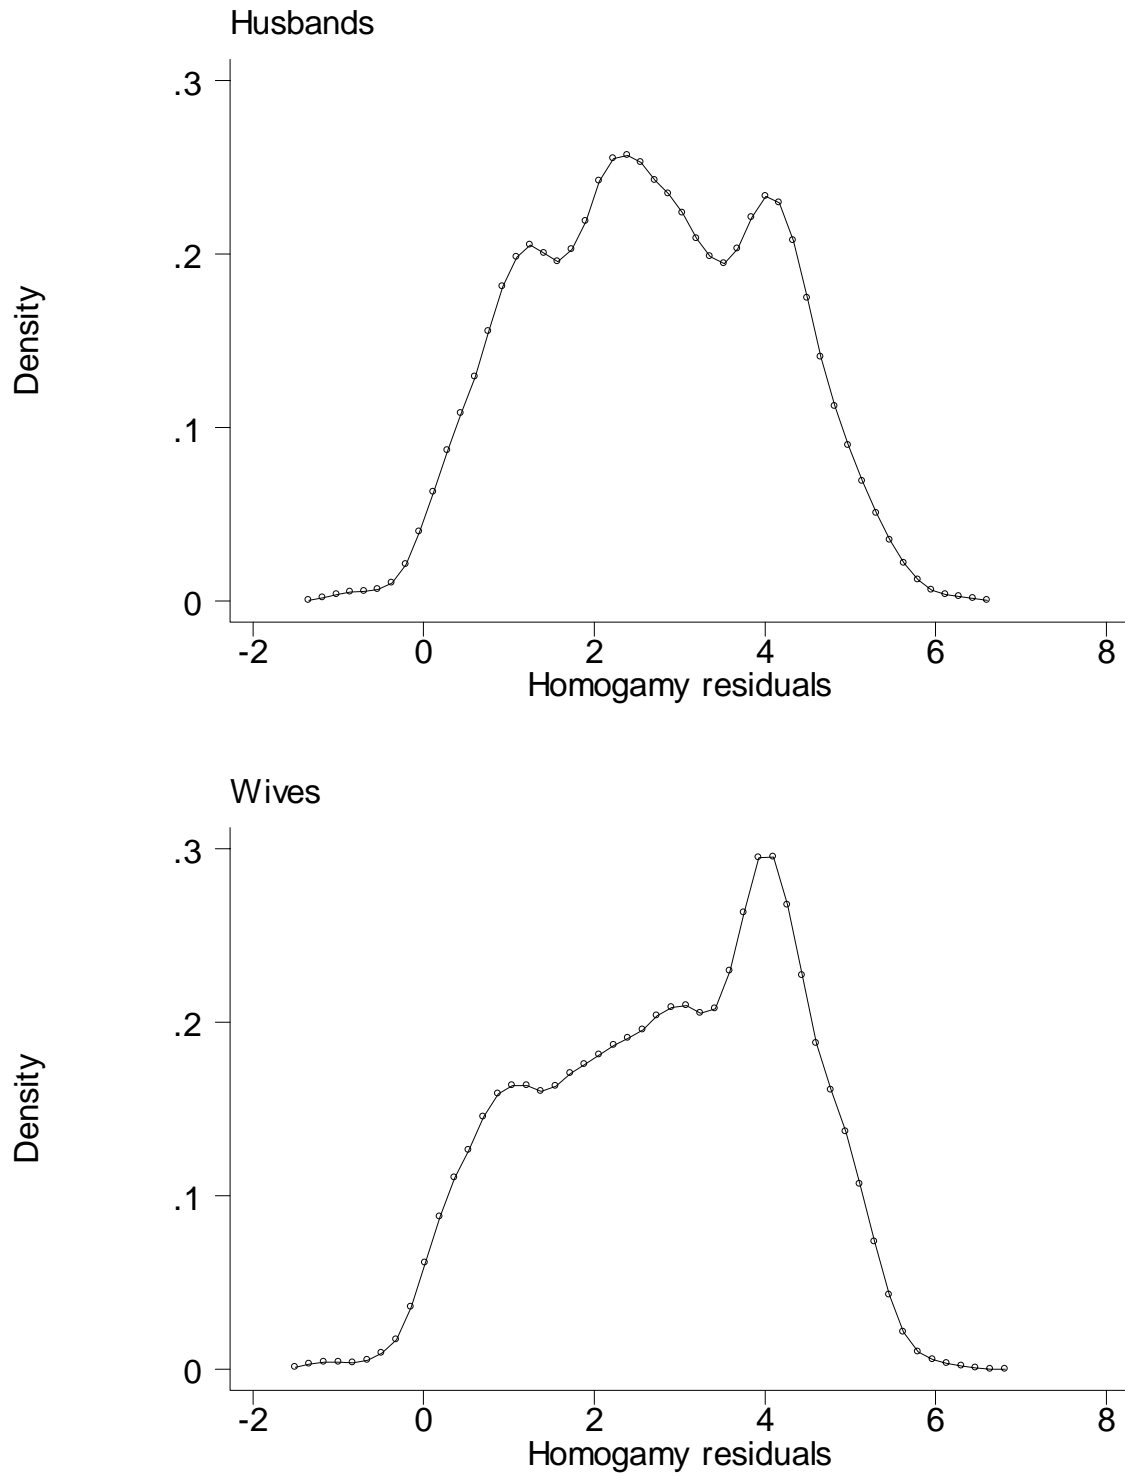 Husbands
.3
.2
.1
0
Density
-2 0 2 4 6 8
Homogamy residuals
Wives
.3
.2
.1
0
Density
-2 0 2 4 6 8
Homogamy residuals